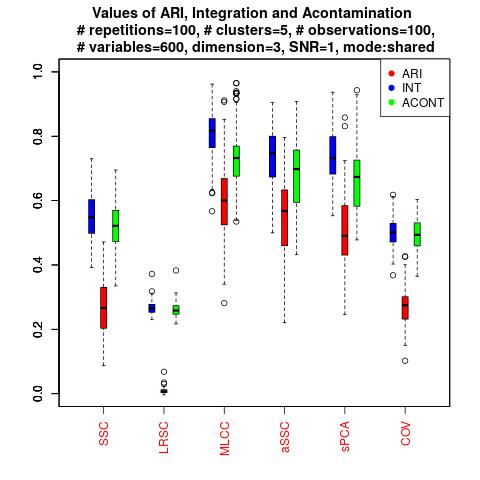 Values of ARI, Integration and Acontamination
# repetitions=100, # clusters=5, # observations=100,
# variables=600, dimension=3, SNR=1, mode:shared
ARI
INT
ACONT
1.0
0.8
0.6
0.4
0.2
0.0
SSC
LRSC
MLCC
aSSC
sPCA
COV